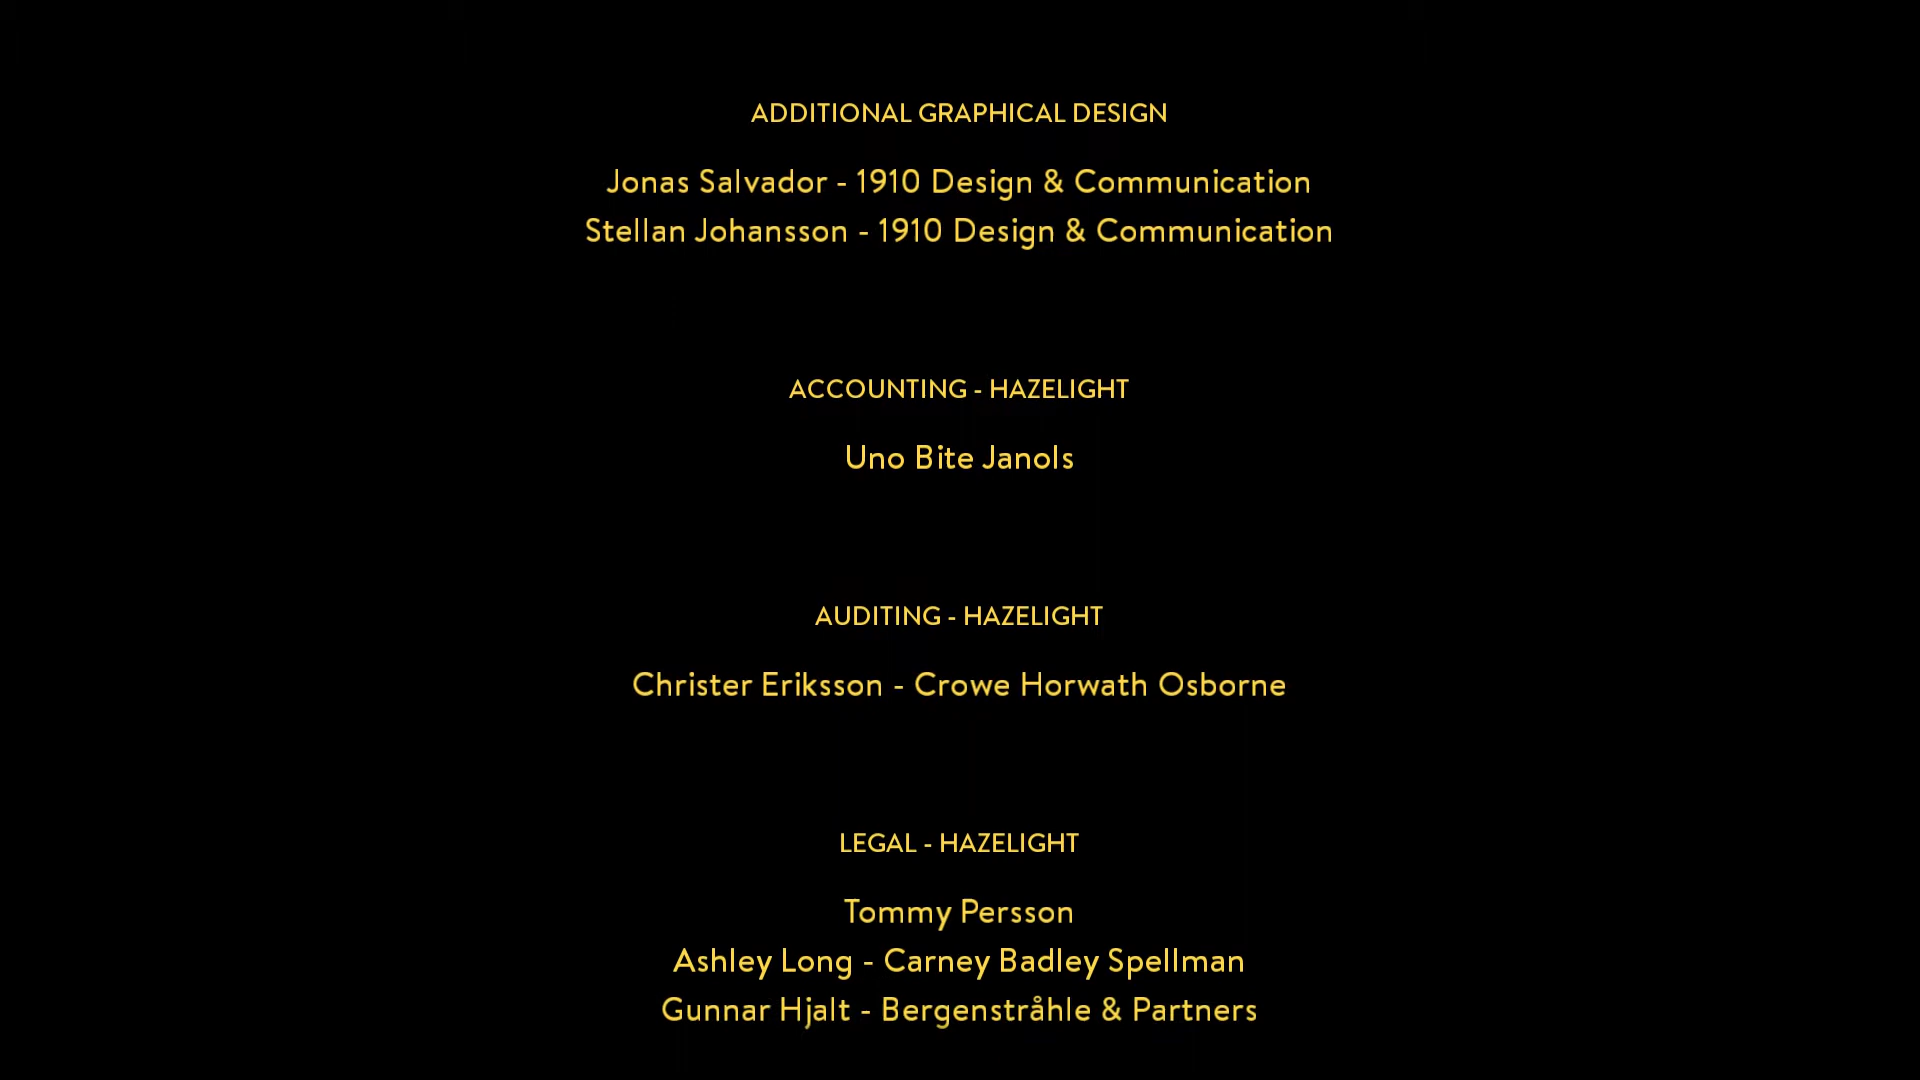 ADDITIONAL GRAPHICAL DESIGN
Jonas Salvador - 1910 Design & Communication
Stellan Johansson - 1910 Design & Communication
ACCOUNTING - HAZELIGHT
Uno Bite Janols
AUDITING - HAZELIGHT
Christer Eriksson - Crowe Horwath Osborne
LEGAL - HAZELIGHT
Tommy Persson
Ashley Long - Carney Badley Spellman
Gunnar Hjalt - Bergenstråhle & Partners